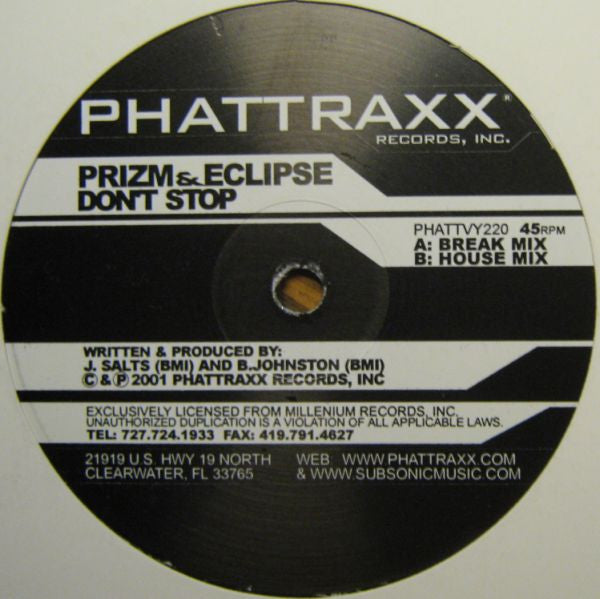 PHATTRAXX®
RECORDS, INC.
PRIZM & ECLIPSE
DON'T STOP
PHATTVY220 45RPM
A: BREAK MIX
B: HOUSE MIX
WRITTEN & PRODUCED BY:
J. SALTS (BMI) AND B.JOHNSTON (BMI)
© & ℗ 2001 PHATTRAXX RECORDS, INC
EXCLUSIVELY LICENSED FROM MILLENIUM RECORDS, INC.
UNAUTHORIZED DUPLICATION IS A VIOLATION OF ALL APPLICABLE LAWS.
TEL: 727.724.1933 FAX: 419.791.4627
21919 U.S. HWY 19 NORTH WEB WWW.PHATTRAXX.COM
CLEARWATER, FL 33765 & WWW.SUBSONICMUSIC.COM